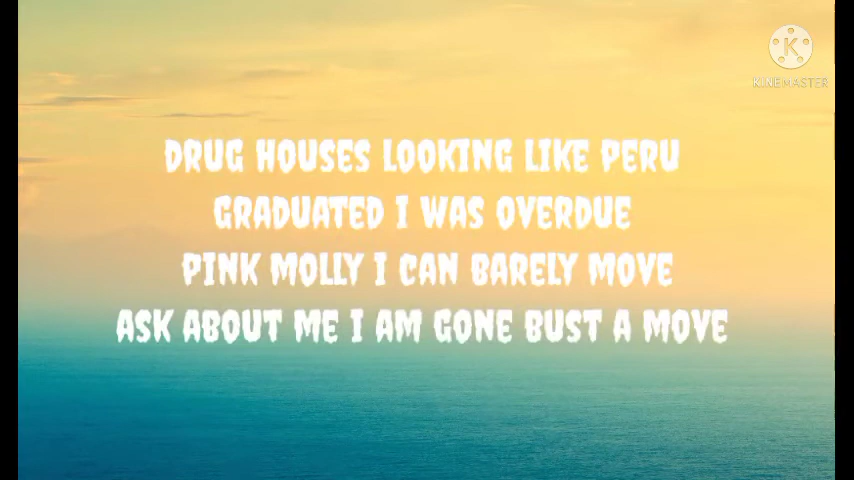 K
KINEMASTER
DRUG HOUSES LOOKING LIKE PERU
GRADUATED I WAS OVERDUE
PINK MOLLY I CAN BARELY MOVE
ASK ABOUT ME I AM GONE BUST A MOVE